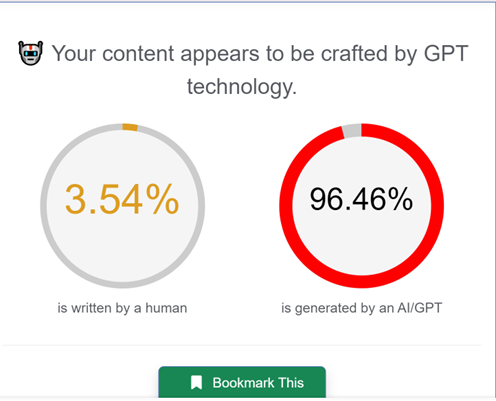 Your content appears to be crafted by GPT
technology.
3.54%
96.46%
is written by a human
is generated by an AI/GPT
Bookmark This